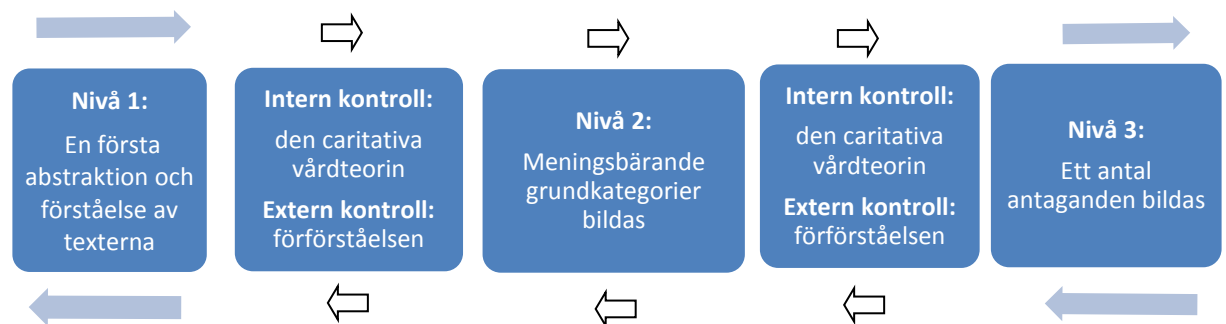 Nivå 1:
En första
abstraktion och
förståelse av
texterna
Intern kontroll:
den caritativa
vårdteorin
Extern kontroll:
förförståelsen
Nivå 2:
Meningsbärande
grundkategorier
bildas
Intern kontroll:
den caritativa
vårdteorin
Extern kontroll:
förförståelsen
Nivå 3:
Ett antal
antaganden bildas